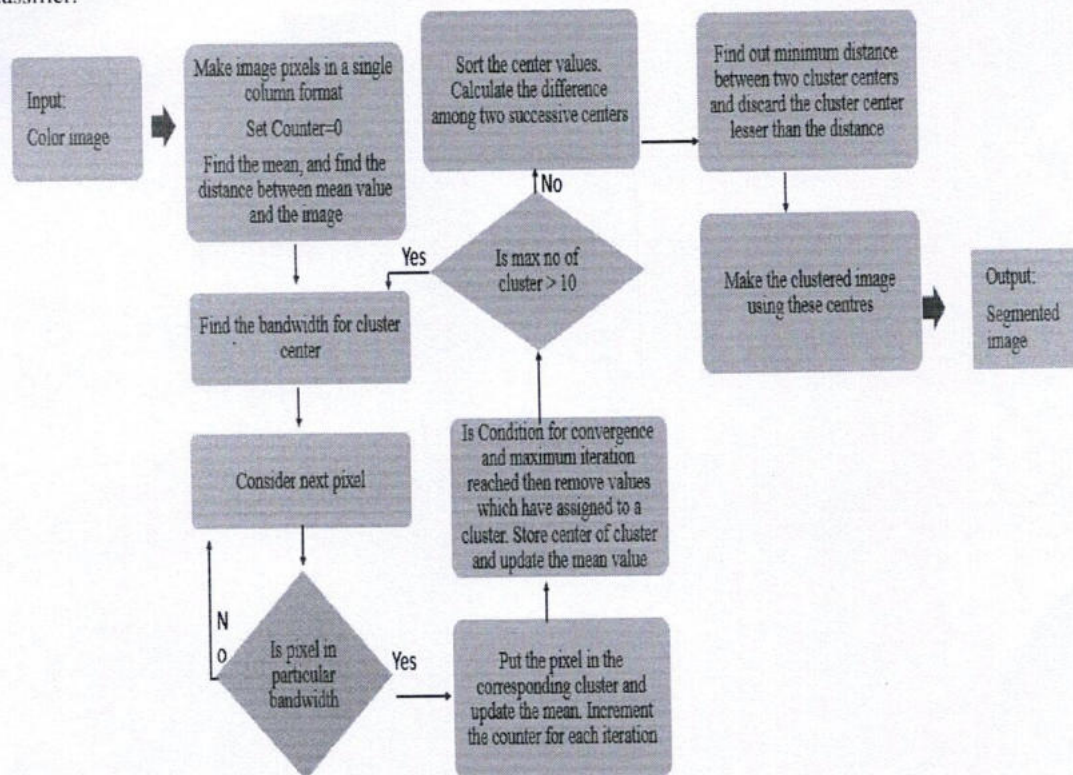 Input:
Color image
Make image pixels in a single
column format
Set Counter=0
Find the mean, and find the
distance between mean value
and the image
Find the bandwidth for cluster
center
Consider next pixel
N
o
Is pixel in
particular
bandwidth
Yes
Put the pixel in the
corresponding cluster and
update the mean. Increment
the counter for each iteration
Is Condition for convergence
and maximum iteration
reached then remove values
which have assigned to a
cluster. Store center of cluster
and update the mean value
Is max no of
cluster > 10
Yes
No
Sort the center values.
Calculate the difference
among two successive centers
Find out minimum distance
between two cluster centers
and discard the cluster center
lesser than the distance
Make the clustered image
using these centres
Output:
Segmented
image